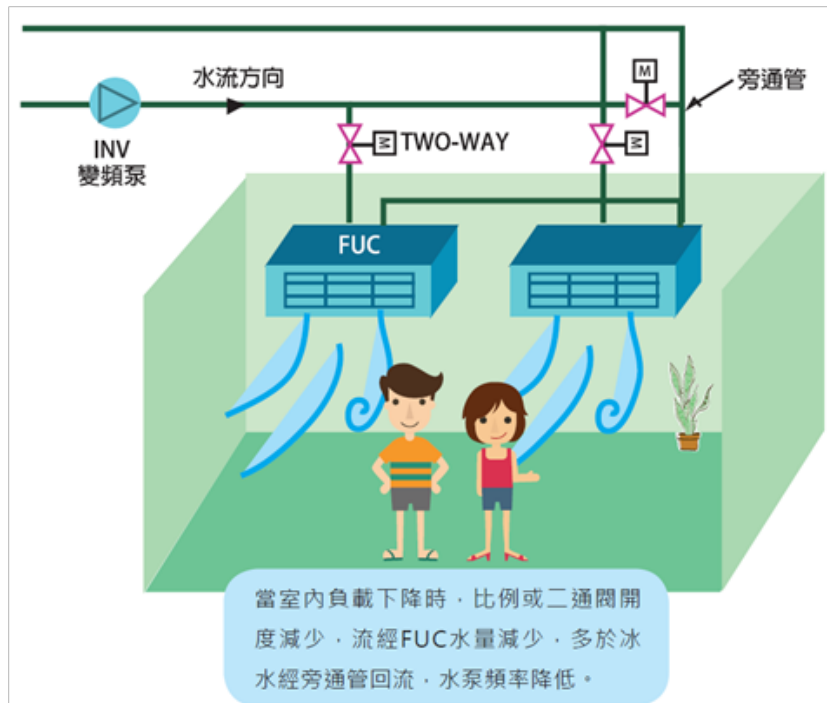 水流方向
M
旁通管
INV
變頻泵
M TWO-WAY
M
FUC
當室內負載下降時，比例或二通閥開
度減少，流經FUC水量減少，多於冰
水經旁通管回流，水泵頻率降低。